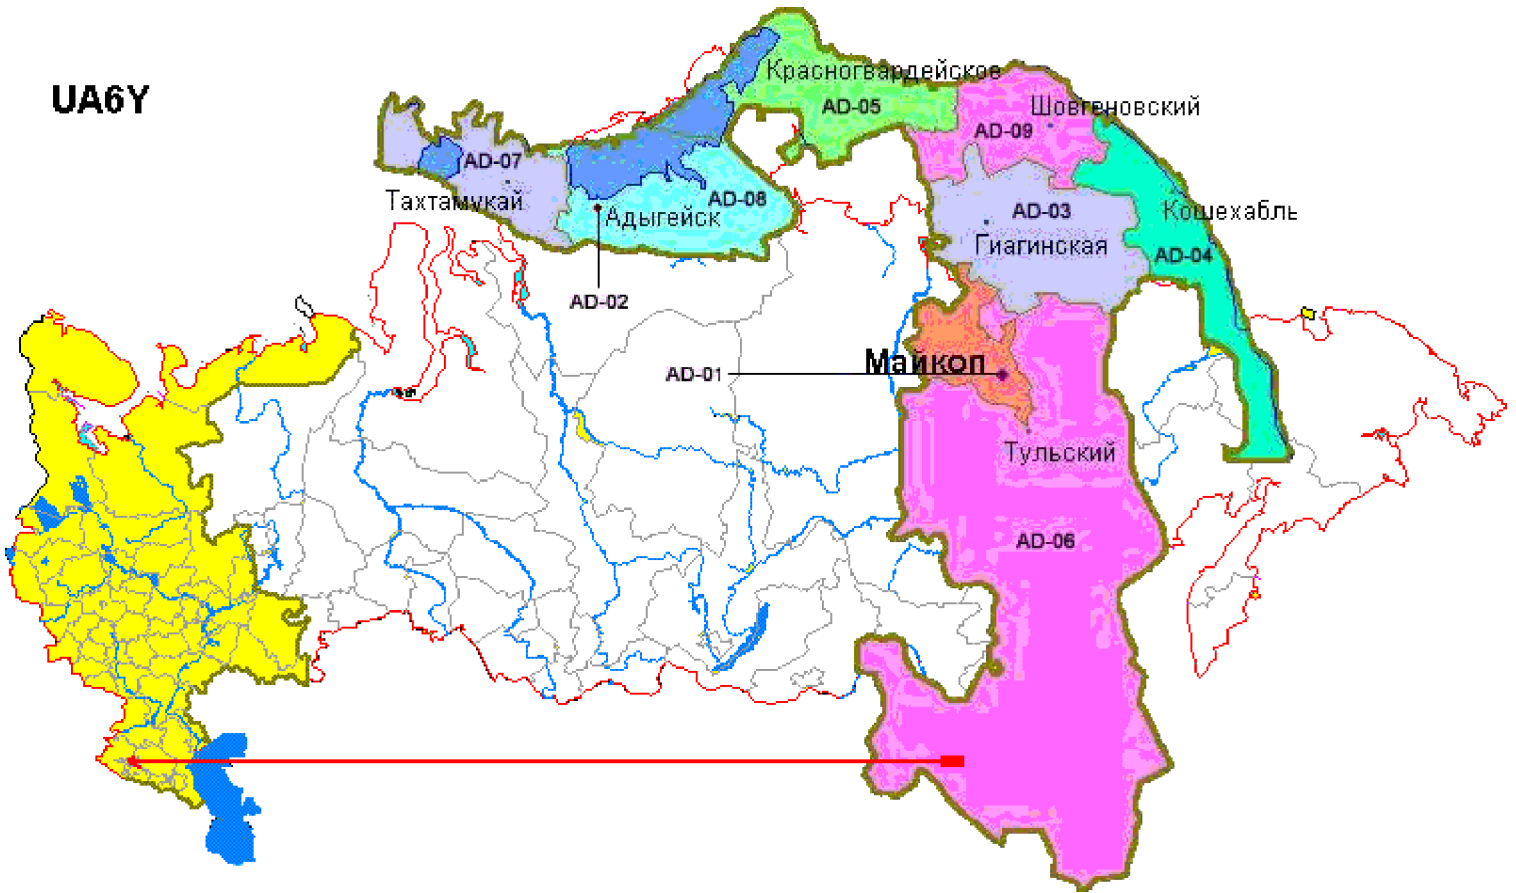 UA6Y
Красногвардейское
AD-05
Шовгеновский
AD-09
AD-07
Тахтамукай
AD-08
Адыгейск
AD-03
Гиагинская
Кошехабль
AD-04
AD-02
Майкоп
AD-01
Тульский
AD-06